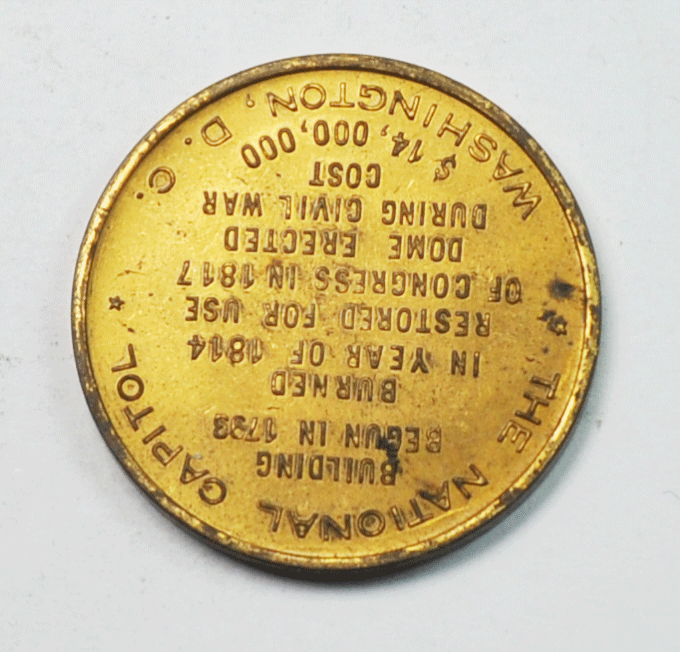 THE NATIONAL CAPITOL
BUILDING
BEGUN IN 1793
BURNED
IN YEAR OF 1814
RESTORED FOR USE
OF CONGRESS IN 1817
DOME ERECTED
DURING CIVIL WAR
COST
$ 14,000,000
WASHINGTON, D. C.